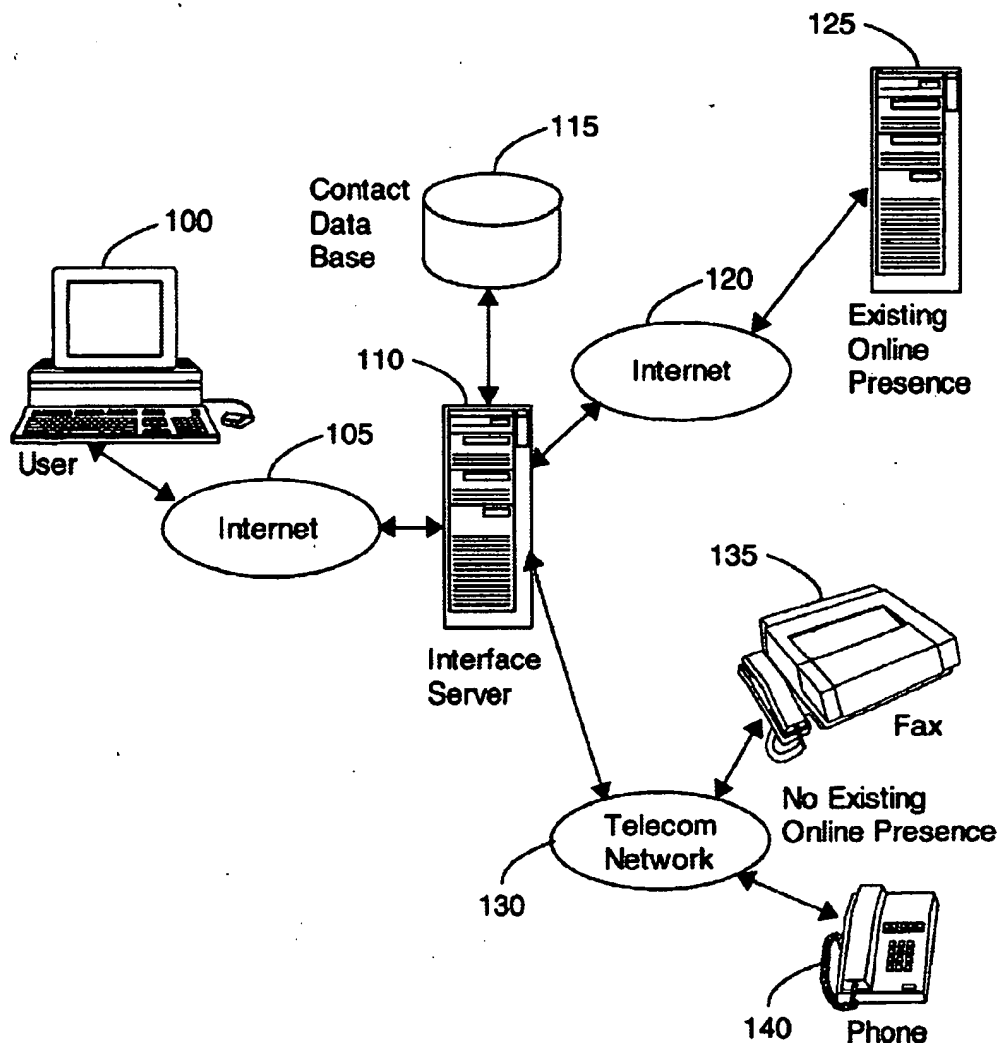 125
115
Contact
Data
Base
100
120
Existing
Online
Presence
Internet
110
105
User
Internet
135
Interface
Server
Fax
No Existing
Online Presence
Telecom
Network
130
140
Phone